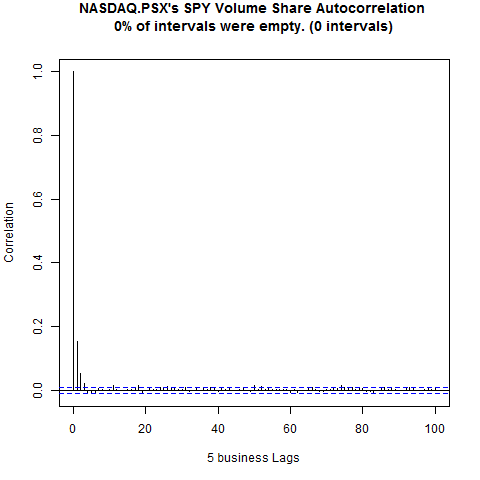 NASDAQ.PSX's SPY Volume Share Autocorrelation
0% of intervals were empty. (0 intervals)
1.0
0.8
0.6
0.4
0.2
0.0
Correlation
0 20 40 60 80 100
5 business Lags